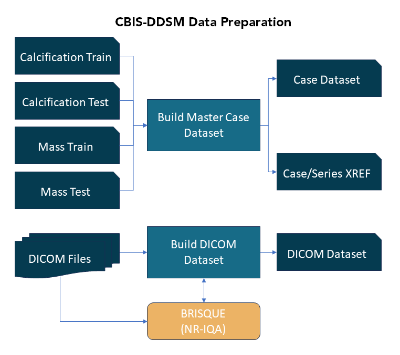 CBIS-DDSM Data Preparation
Calcification Train
Calcification Test
Mass Train
Mass Test
Build Master Case
Dataset
Case Dataset
Case/Series XREF
DICOM Files
Build DICOM
Dataset
DICOM Dataset
BRISQUE
(NR-IQA)